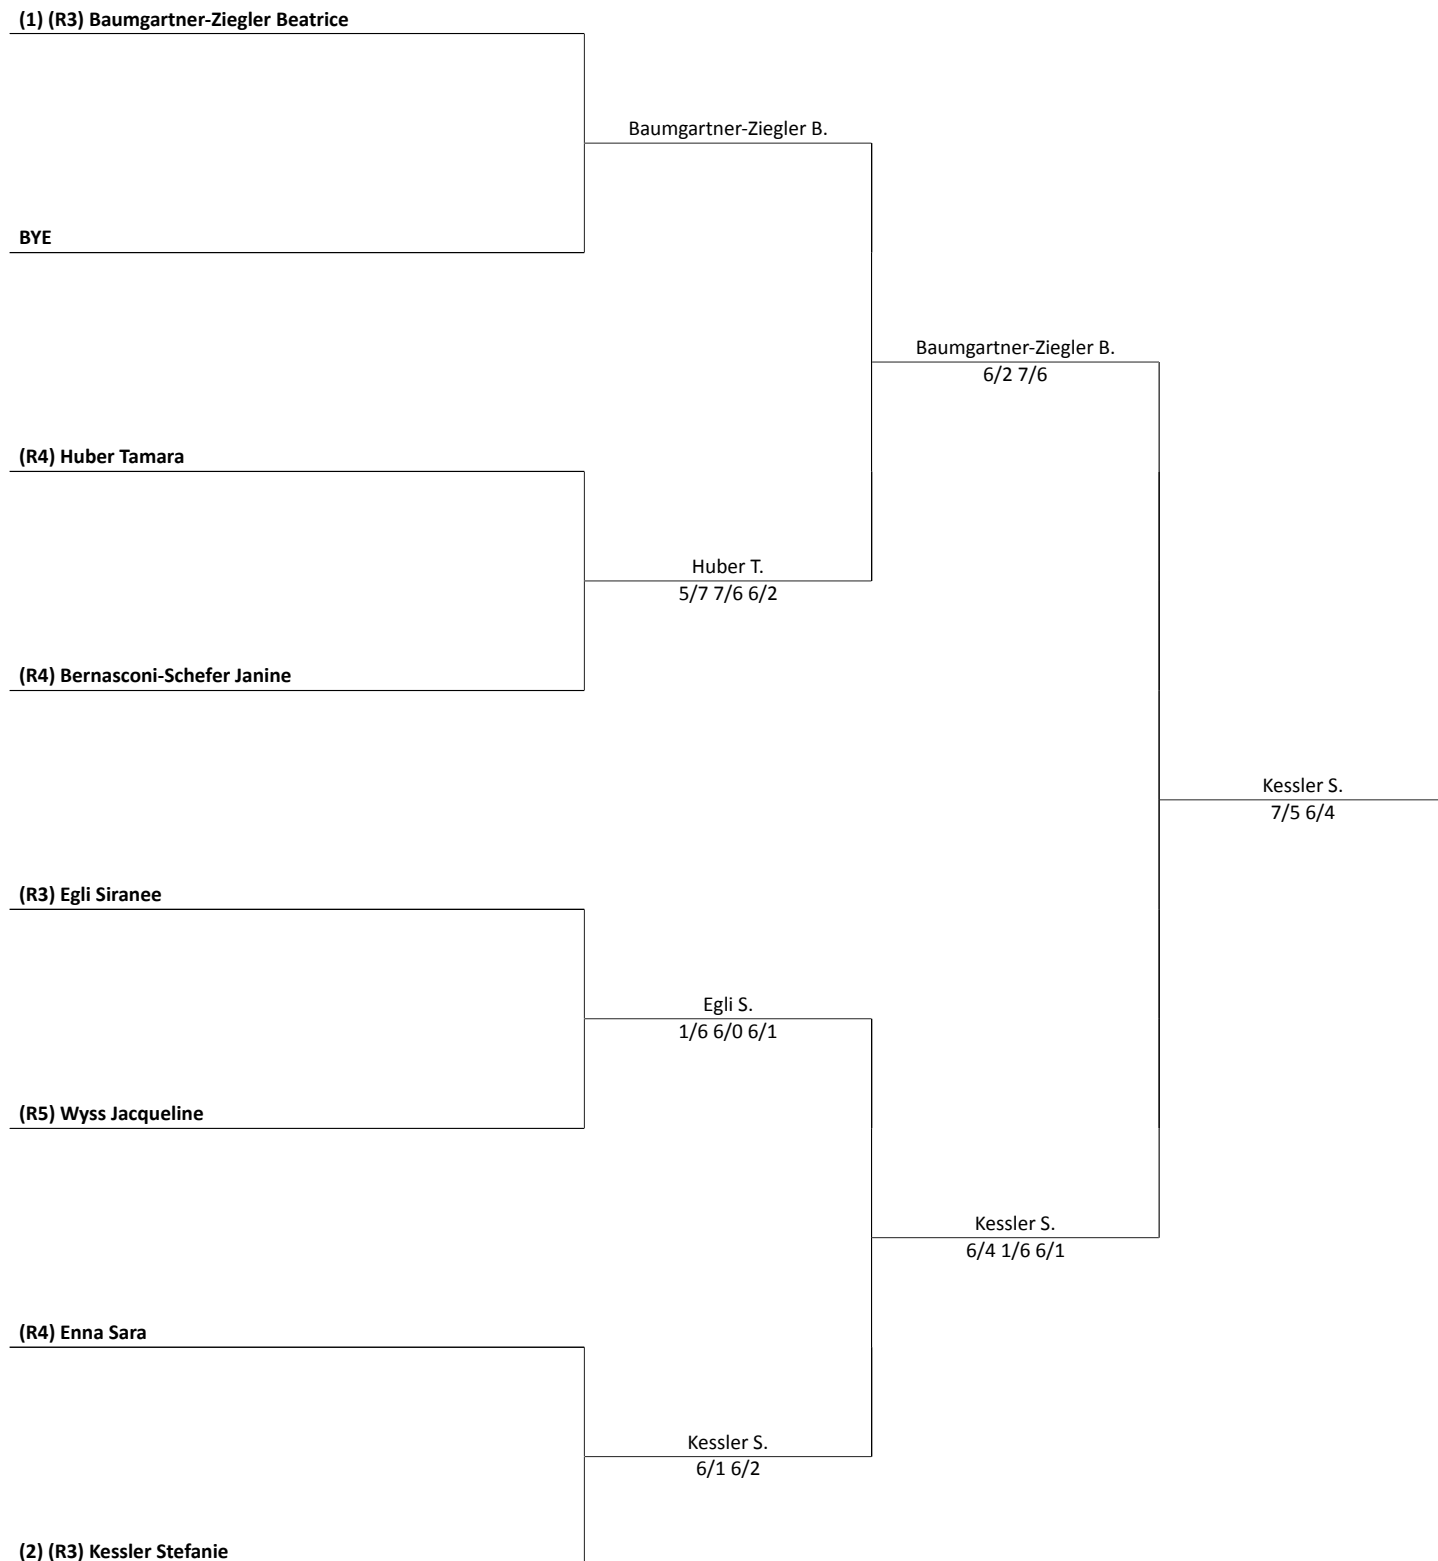 (1) (R3) Baumgartner-Ziegler Beatrice
Baumgartner-Ziegler B.
BYE
Baumgartner-Ziegler B.
6/2 7/6
(R4) Huber Tamara
Huber T.
5/7 7/6 6/2
(R4) Bernasconi-Schefer Janine
Kessler S.
7/5 6/4
(R3) Egli Siranee
Egli S.
1/6 6/0 6/1
(R5) Wyss Jacqueline
Kessler S.
6/4 1/6 6/1
(R4) Enna Sara
Kessler S.
6/1 6/2
(2) (R3) Kessler Stefanie